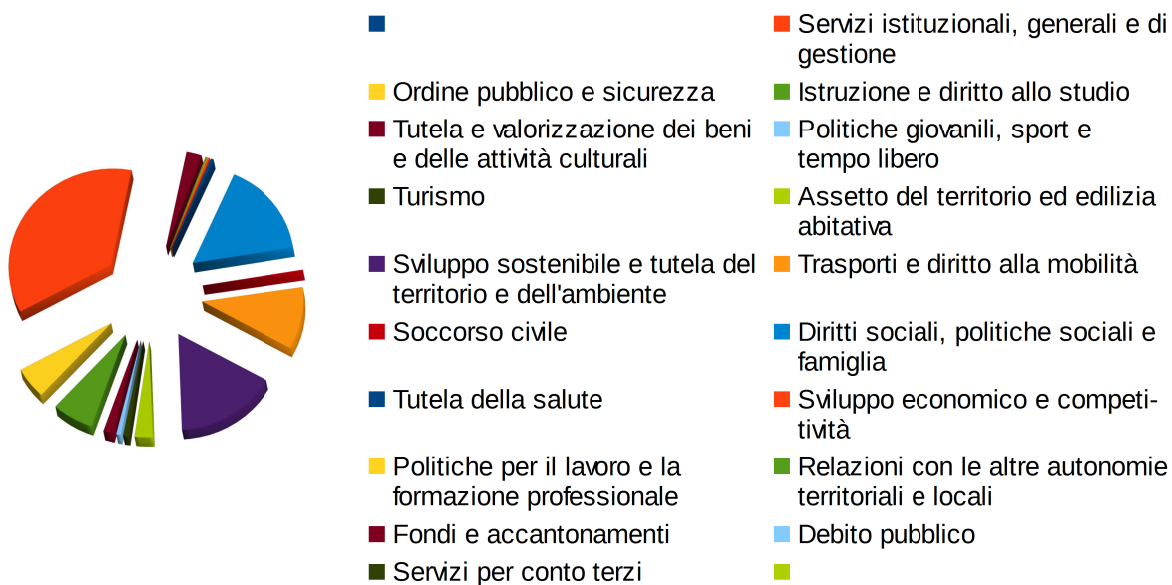 Servizi istituzionali, generali e di
gestione
Ordine pubblico e sicurezza
Istruzione e diritto allo studio
Tutela e valorizzazione dei beni
e delle attività culturali
Politiche giovanili, sport e
tempo libero
Turismo
Assetto del territorio ed edilizia
abitativa
Sviluppo sostenibile e tutela del
territorio e dell'ambiente
Trasporti e diritto alla mobilità
Soccorso civile
Diritti sociali, politiche sociali e
famiglia
Tutela della salute
Sviluppo economico e competi-
tività
Politiche per il lavoro e la
formazione professionale
Relazioni con le altre autonomie
territoriali e locali
Fondi e accantonamenti
Debito pubblico
Servizi per conto terzi